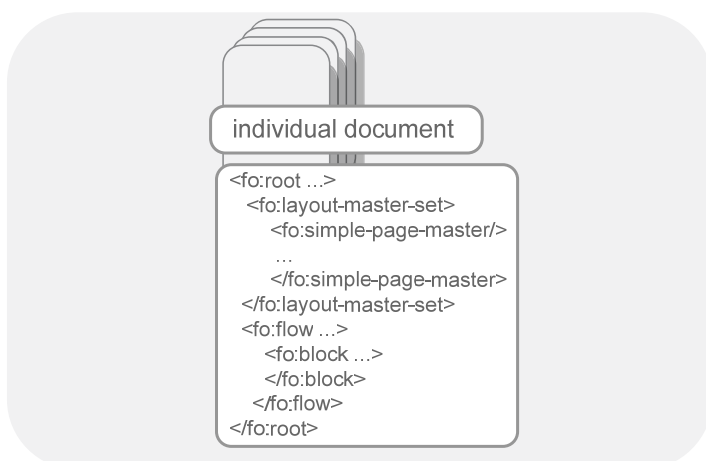 individual document
<fo:root ...>
<fo:layout-master-set>
<fo:simple-page-master/>
...
</fo:simple-page-master>
</fo:layout-master-set>
<fo:flow ...>
<fo:block ...>
</fo:block>
</fo:flow>
</fo:root>